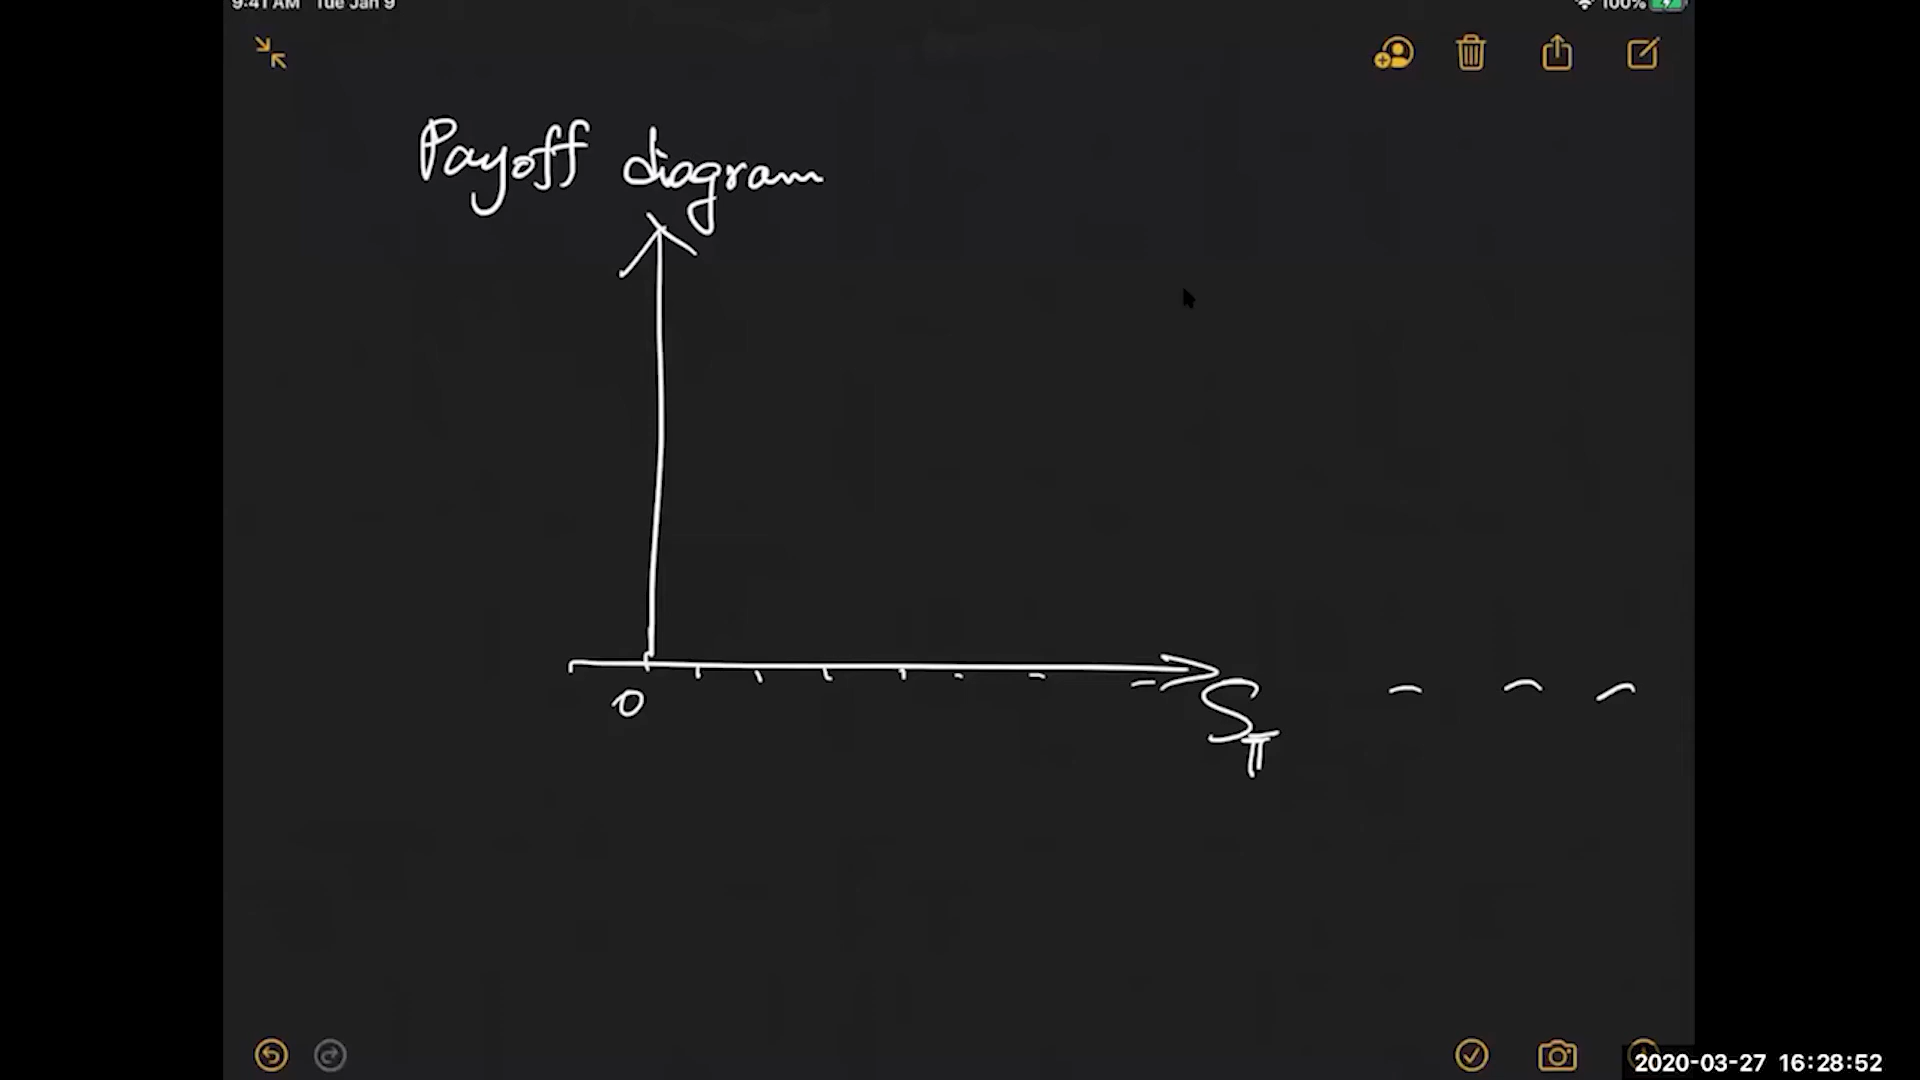 9:41 AM Tue Jan 9
100%
Payoff diagram
0
S_T
2020-03-27 16:28:52